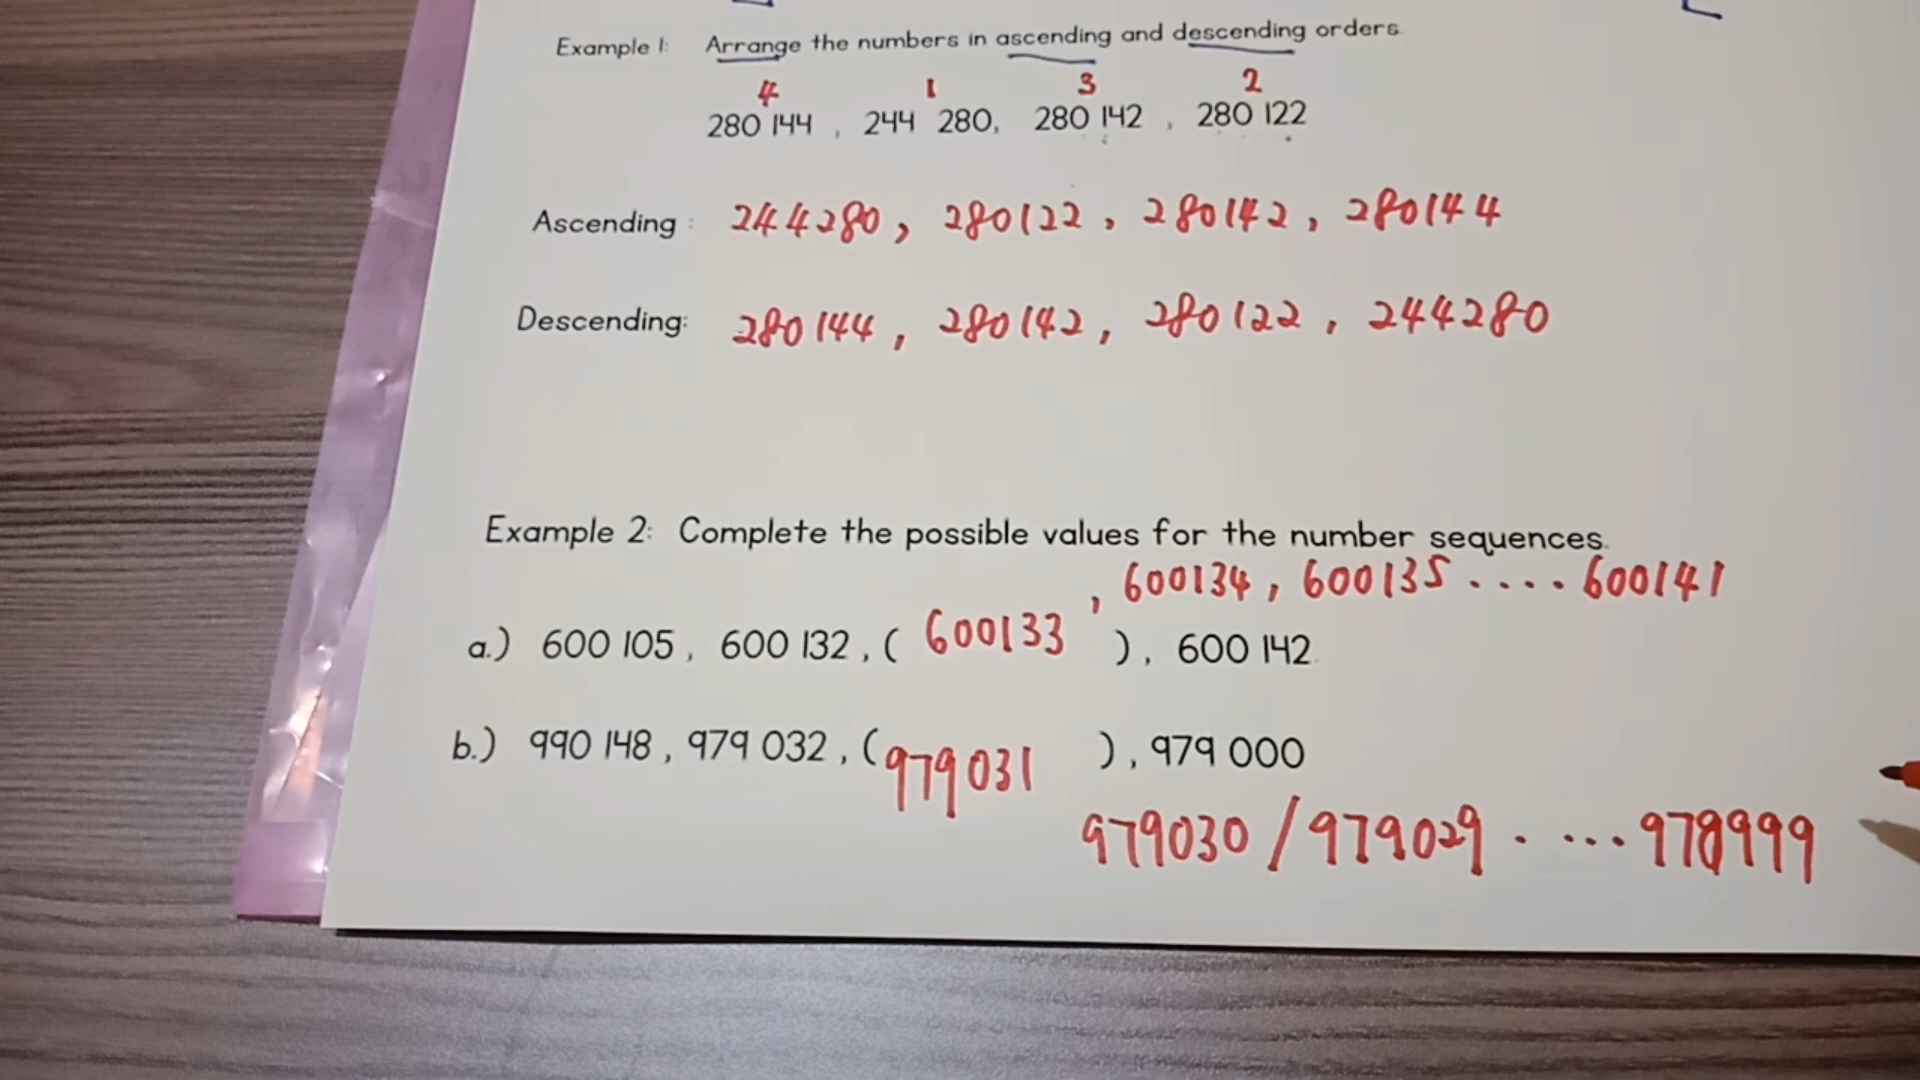 Example 1: Arrange the numbers in ascending and descending orders.
4 1 3 2
280 144 , 244 280, 280 142 , 280 122
Ascending : 244280, 280122, 280142, 280144
Descending: 280144, 280142, 280122, 244280
Example 2: Complete the possible values for the number sequences.
, 600134, 600135 .... 600141
a.) 600 105, 600 132, ( 600133 ), 600 142.
b.) 990 148, 979 032, ( 979031 ), 979 000
979030 / 979029 . ... 978999